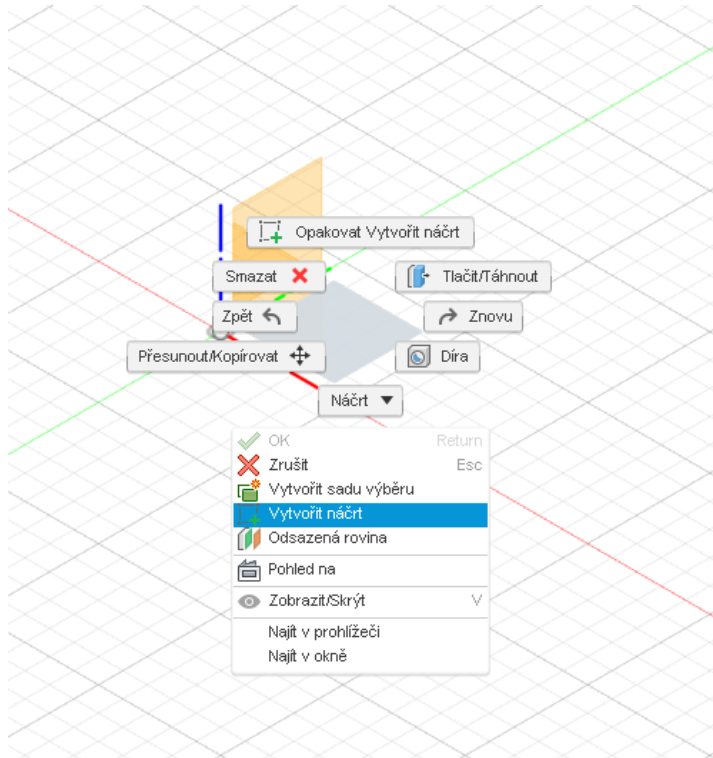 Opakovat Vytvořit náčrt
Smazat
Tlačit/Táhnout
Zpět
Znovu
Přesunout/Kopírovat
Díra
Náčrt
OK Return
Zrušit Esc
Vytvořit sadu výběru
Vytvořit náčrt
Odsazená rovina
Pohled na
Zobrazit/Skrýt V
Najít v prohlížeči
Najít v okně